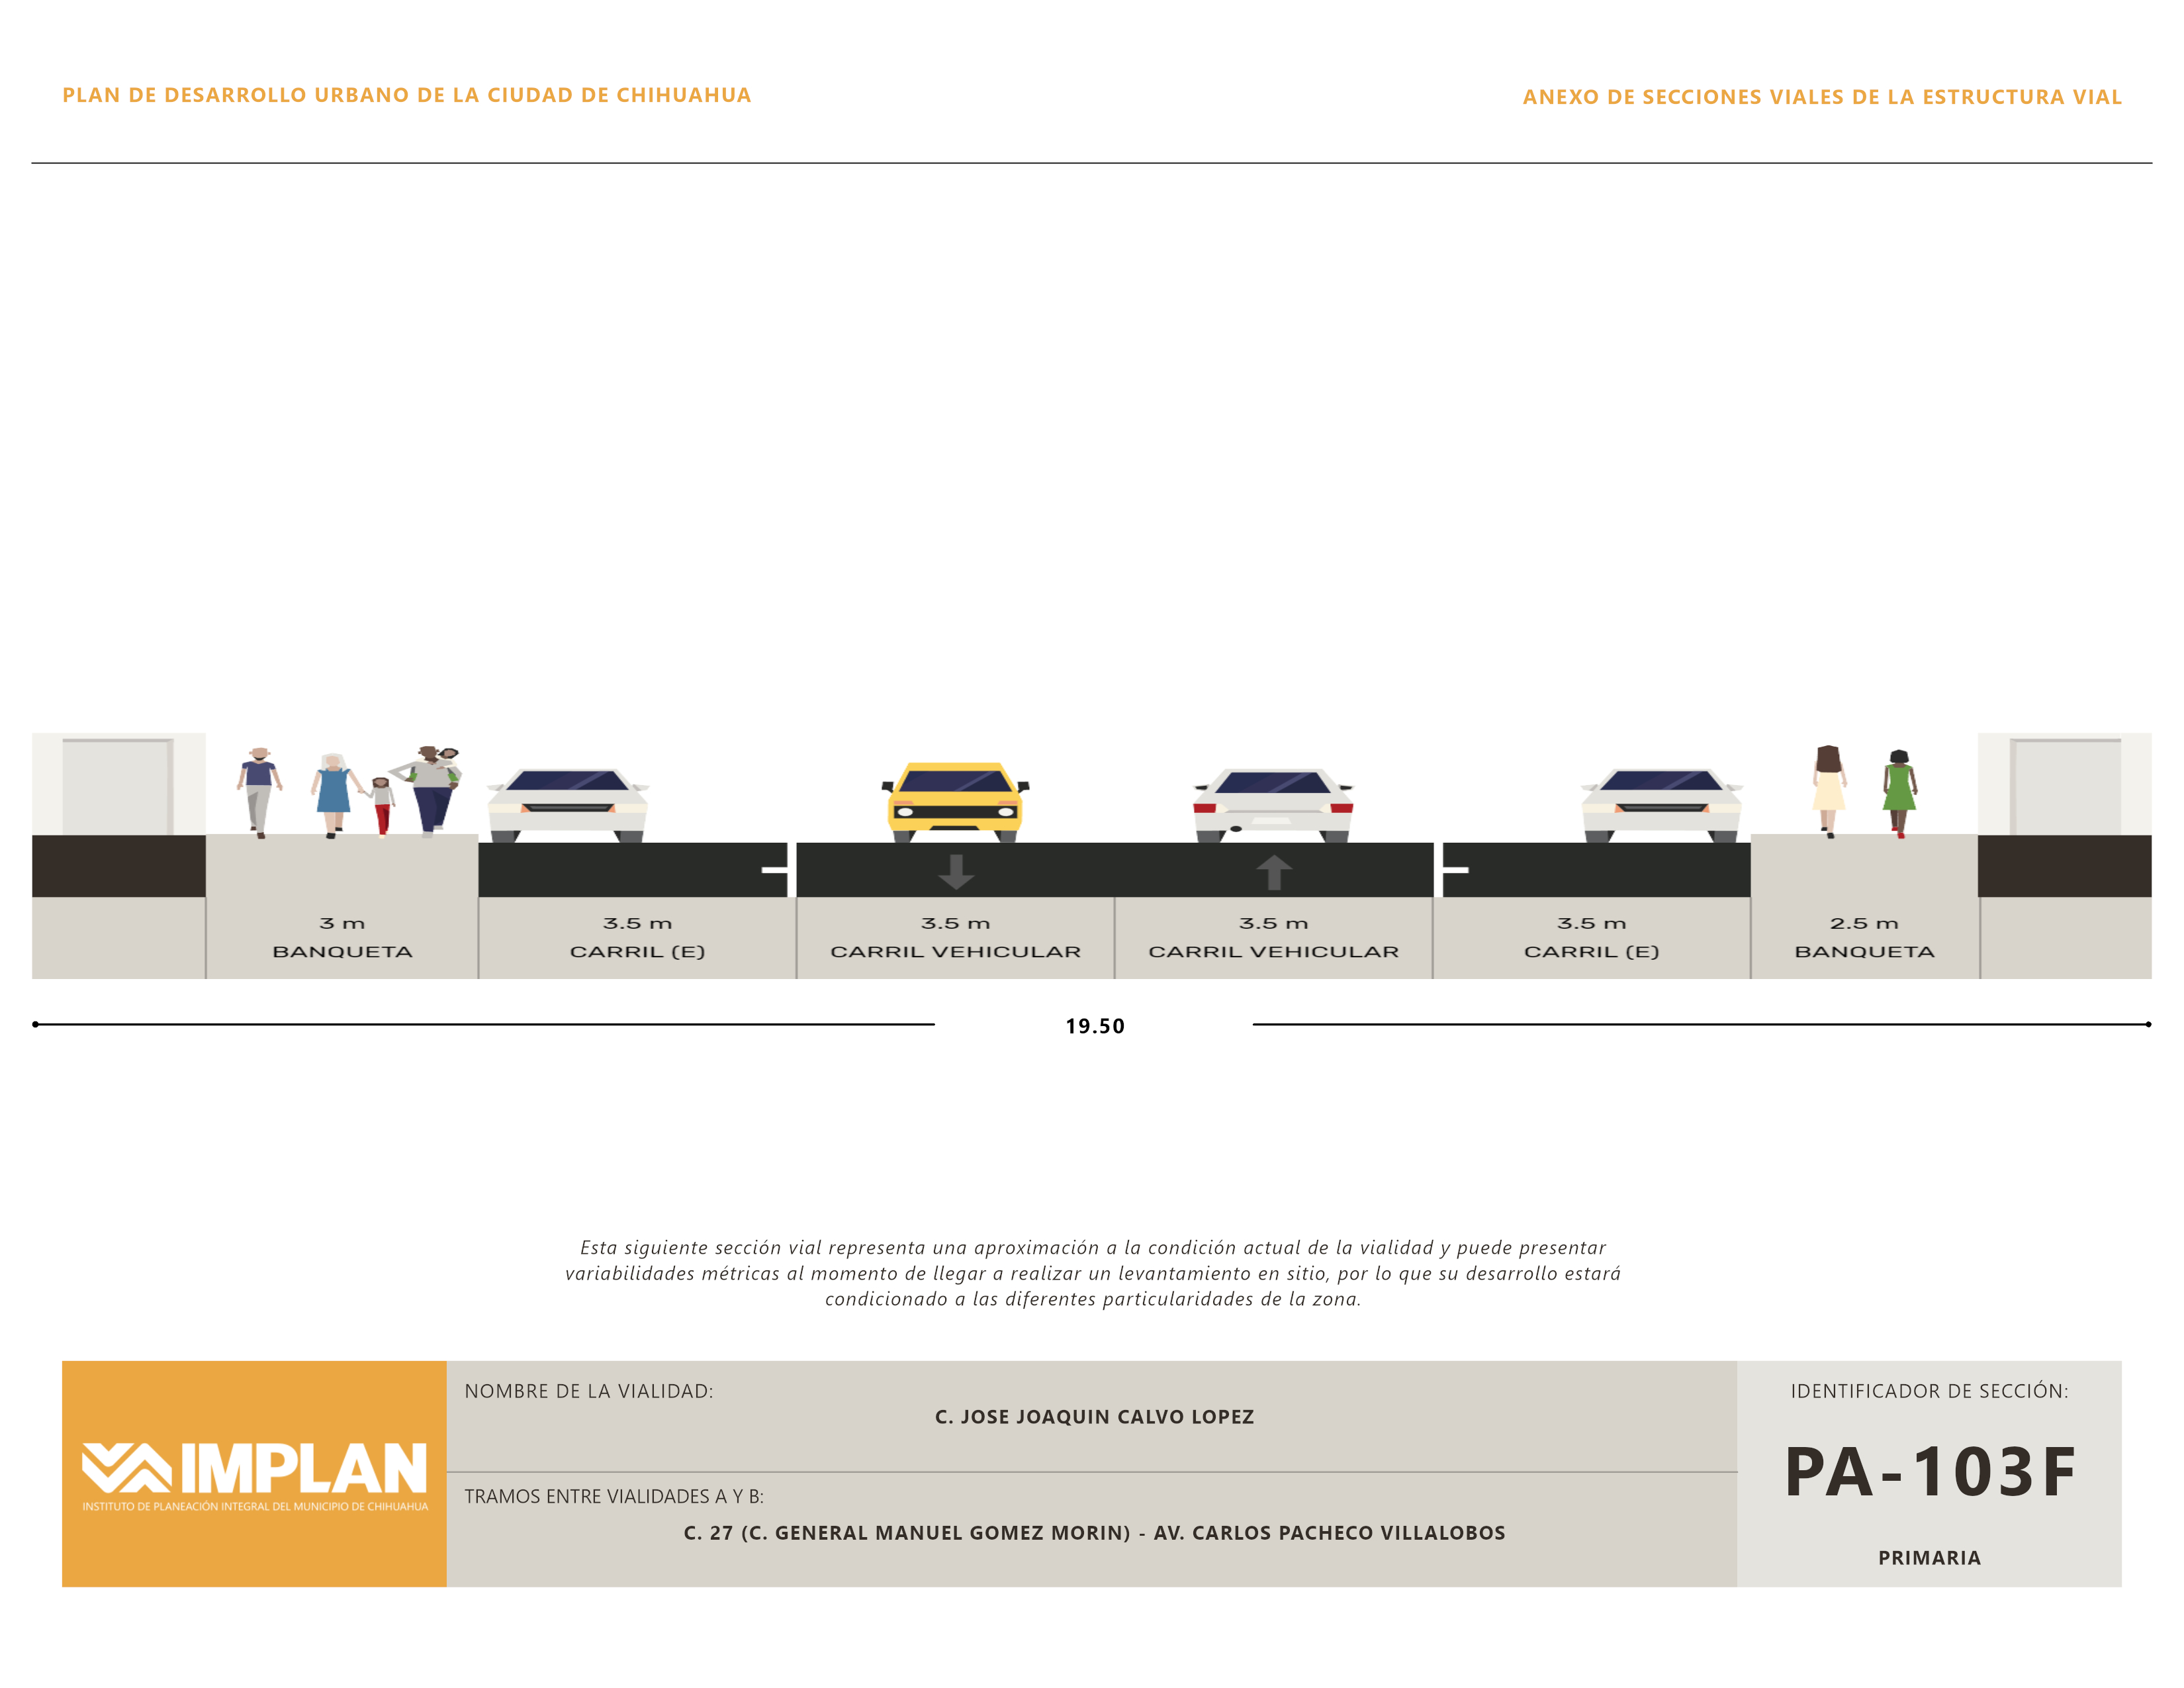 PLAN DE DESARROLLO URBANO DE LA CIUDAD DE CHIHUAHUA
ANEXO DE SECCIONES VIALES DE LA ESTRUCTURA VIAL
3 m
BANQUETA
3.5 m
CARRIL (E)
3.5 m
CARRIL VEHICULAR
3.5 m
CARRIL VEHICULAR
3.5 m
CARRIL (E)
2.5 m
BANQUETA
19.50
Esta siguiente sección vial representa una aproximación a la condición actual de la vialidad y puede presentar
variabilidades métricas al momento de llegar a realizar un levantamiento en sitio, por lo que su desarrollo estará
condicionado a las diferentes particularidades de la zona.
IMPLAN
INSTITUTO DE PLANEACIÓN INTEGRAL DEL MUNICIPIO DE CHIHUAHUA
NOMBRE DE LA VIALIDAD:
C. JOSE JOAQUIN CALVO LOPEZ
TRAMOS ENTRE VIALIDADES A Y B:
C. 27 (C. GENERAL MANUEL GOMEZ MORIN) - AV. CARLOS PACHECO VILLALOBOS
IDENTIFICADOR DE SECCIÓN:
PA-103F
PRIMARIA